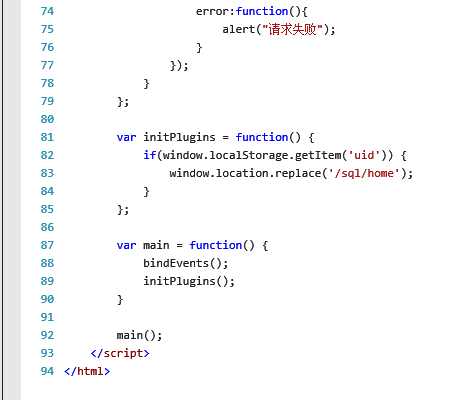 74                    error:function(){
75                        alert("请求失败");
76                    }
77                });
78            }
79        };
80
81        var initPlugins = function() {
82            if(window.localStorage.getItem('uid')) {
83                window.location.replace('/sql/home');
84            }
85        };
86
87        var main = function() {
88            bindEvents();
89            initPlugins();
90        }
91
92        main();
93    </script>
94 </html>